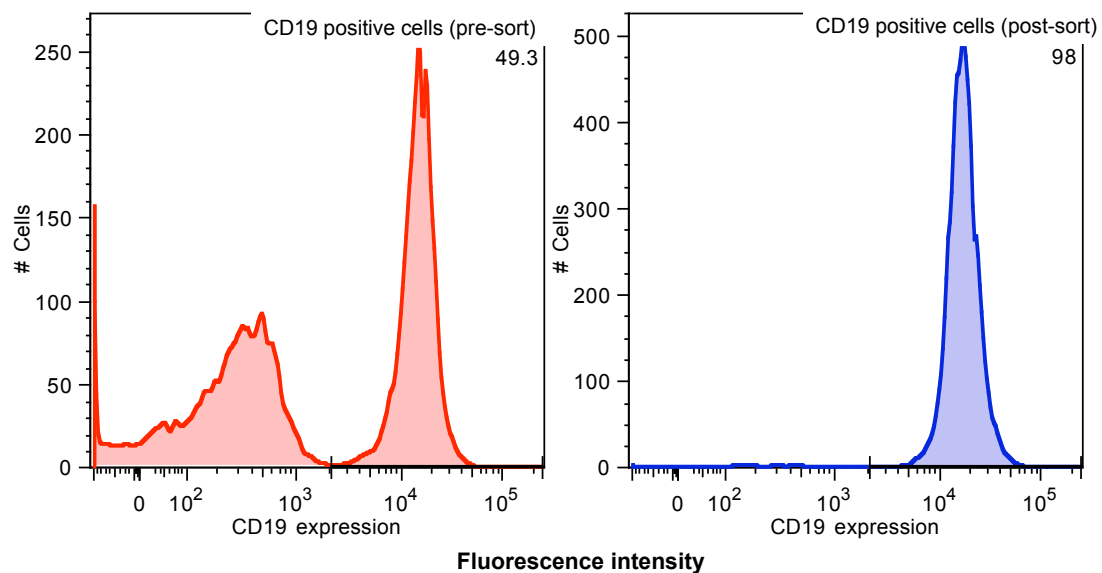 CD19 positive cells (pre-sort)
49.3
250
200
150
100
50
0
# Cells
0 10² 10³ 10⁴ 10⁵
CD19 expression
CD19 positive cells (post-sort)
98
500
400
300
200
100
0
# Cells
0 10² 10³ 10⁴ 10⁵
CD19 expression
Fluorescence intensity